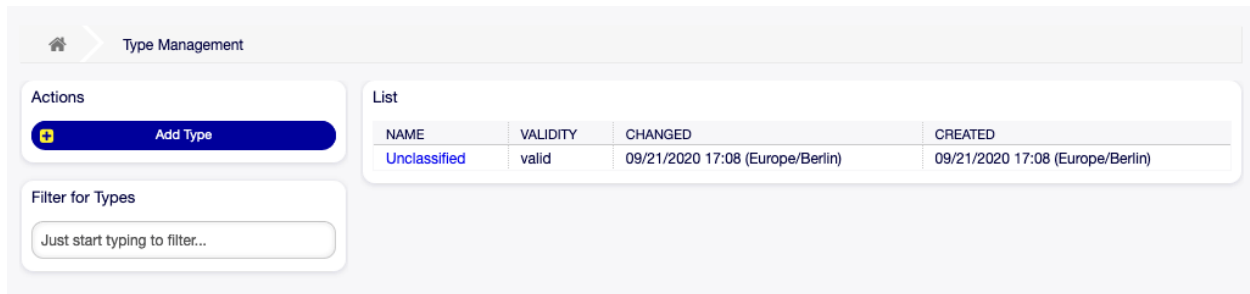 Type Management
Actions
Add Type
Filter for Types
Just start typing to filter...
List
NAME VALIDITY CHANGED CREATED
Unclassified valid 09/21/2020 17:08 (Europe/Berlin) 09/21/2020 17:08 (Europe/Berlin)